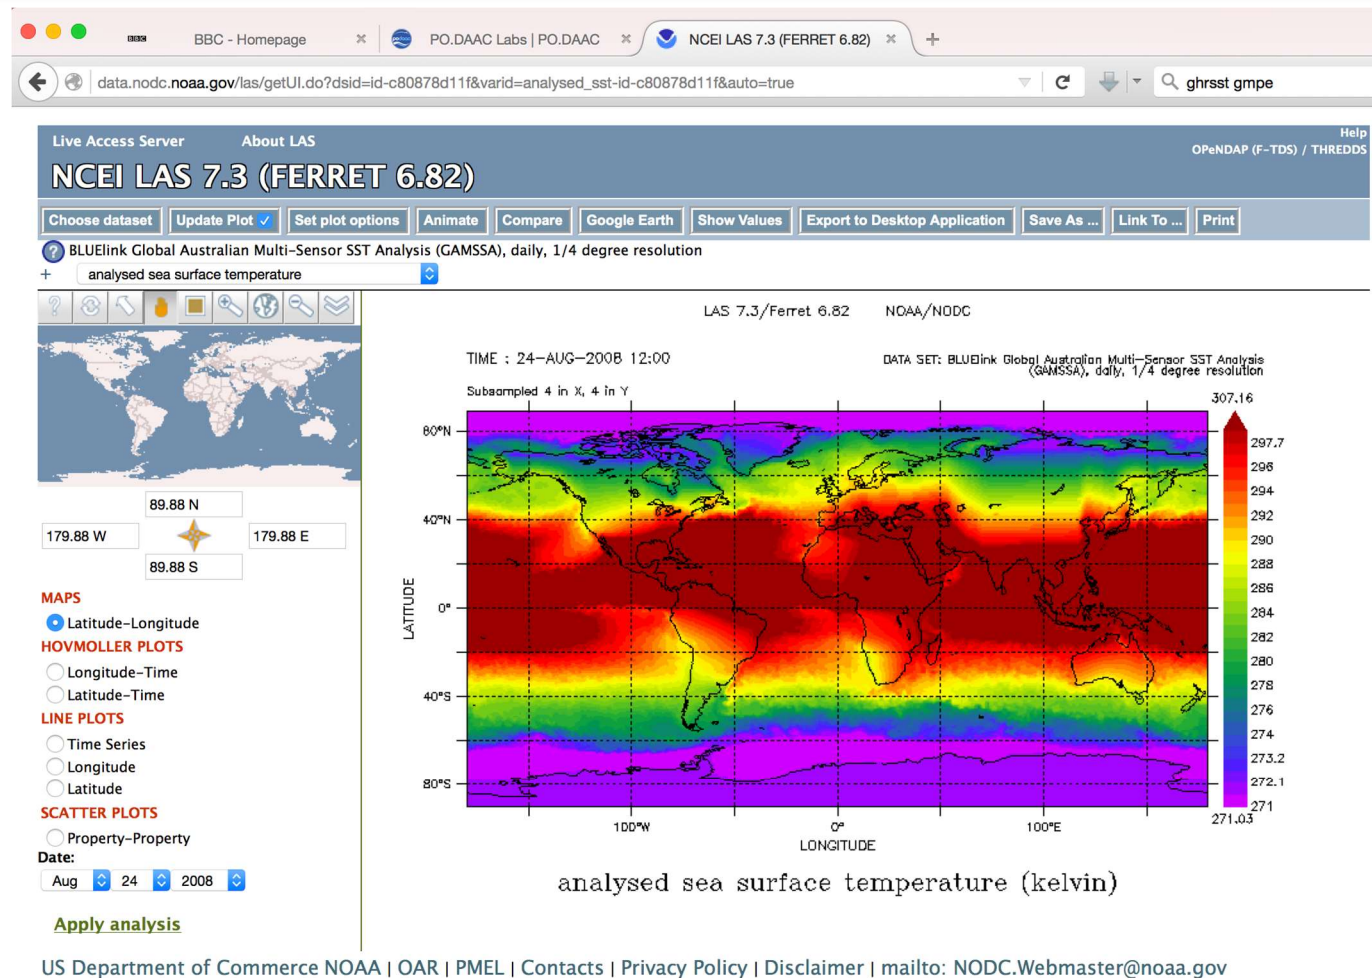 BBC
BBC - Homepage
PO.DAAC Labs | PO.DAAC
NCEI LAS 7.3 (FERRET 6.82)
data.nodc.noaa.gov/las/getUI.do?dsid=id-c80878d11f&varid=analysed_sst-id-c80878d11f&auto=true
ghrsst gmpe
Live Access Server
About LAS
Help
OPeNDAP (F-TDS) / THREDDS
NCEI LAS 7.3 (FERRET 6.82)
Choose dataset
Update Plot
Set plot options
Animate
Compare
Google Earth
Show Values
Export to Desktop Application
Save As ...
Link To ...
Print
? BLUElink Global Australian Multi-Sensor SST Analysis (GAMSSA), daily, 1/4 degree resolution
+ analysed sea surface temperature
89.88 N
179.88 W
179.88 E
89.88 S
MAPS
Latitude-Longitude
HOVMOLLER PLOTS
Longitude-Time
Latitude-Time
LINE PLOTS
Time Series
Longitude
Latitude
SCATTER PLOTS
Property-Property
Date:
Aug 24 2008
Apply analysis
LAS 7.3/Ferret 6.82 NOAA/NODC
TIME : 24-AUG-2008 12:00
DATA SET: BLUElink Global Australian Multi-Sensor SST Analysis
(GAMSSA), daily, 1/4 degree resolution
Subsampled 4 in X, 4 in Y
307.16
80°N
40°N
0°
40°S
80°S
LATITUDE
100°W
0°
100°E
LONGITUDE
297.7
296
294
292
290
288
286
284
282
280
278
276
274
273.2
272.1
271
271.03
analysed sea surface temperature (kelvin)
US Department of Commerce NOAA | OAR | PMEL | Contacts | Privacy Policy | Disclaimer | mailto: NODC.Webmaster@noaa.gov